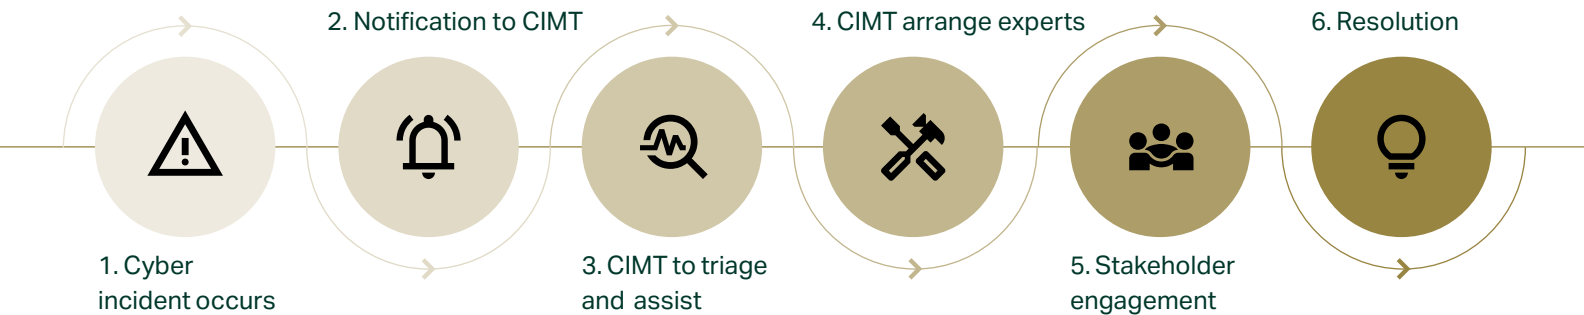 1. Cyber
incident occurs
2. Notification to CIMT
3. CIMT to triage
and assist
4. CIMT arrange experts
5. Stakeholder
engagement
6. Resolution